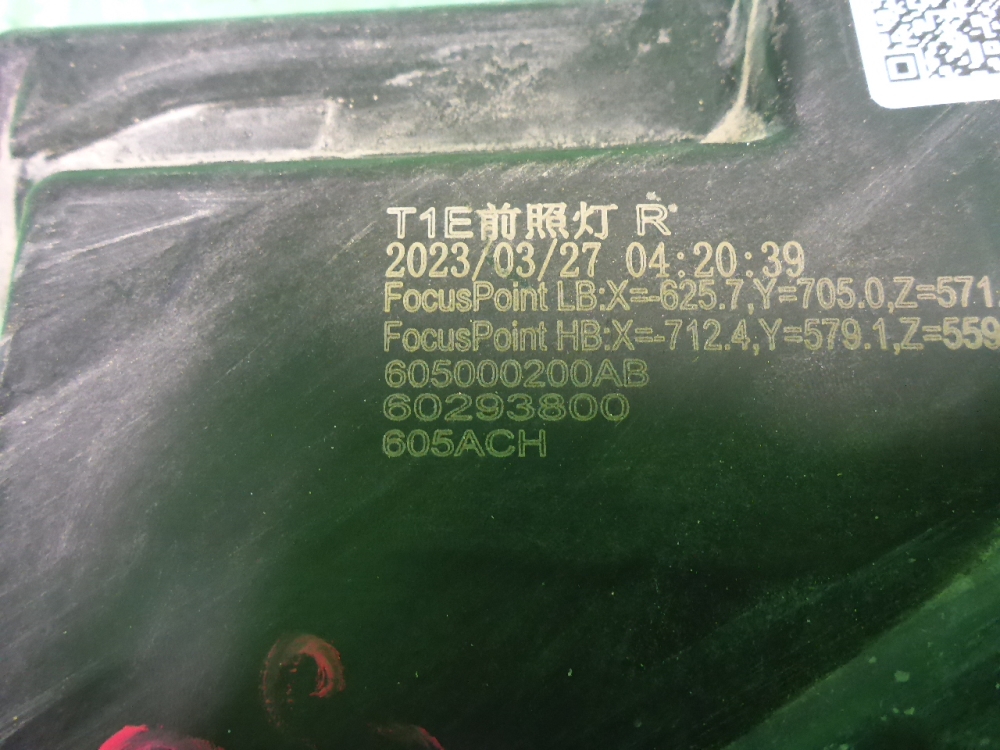 T1E前照灯 R
2023/03/27 04:20:39
FocusPoint LB:X=-625.7,Y=705.0,Z=571.
FocusPoint HB:X=-712.4,Y=579.1,Z=559
605000200AB
60293800
605ACH